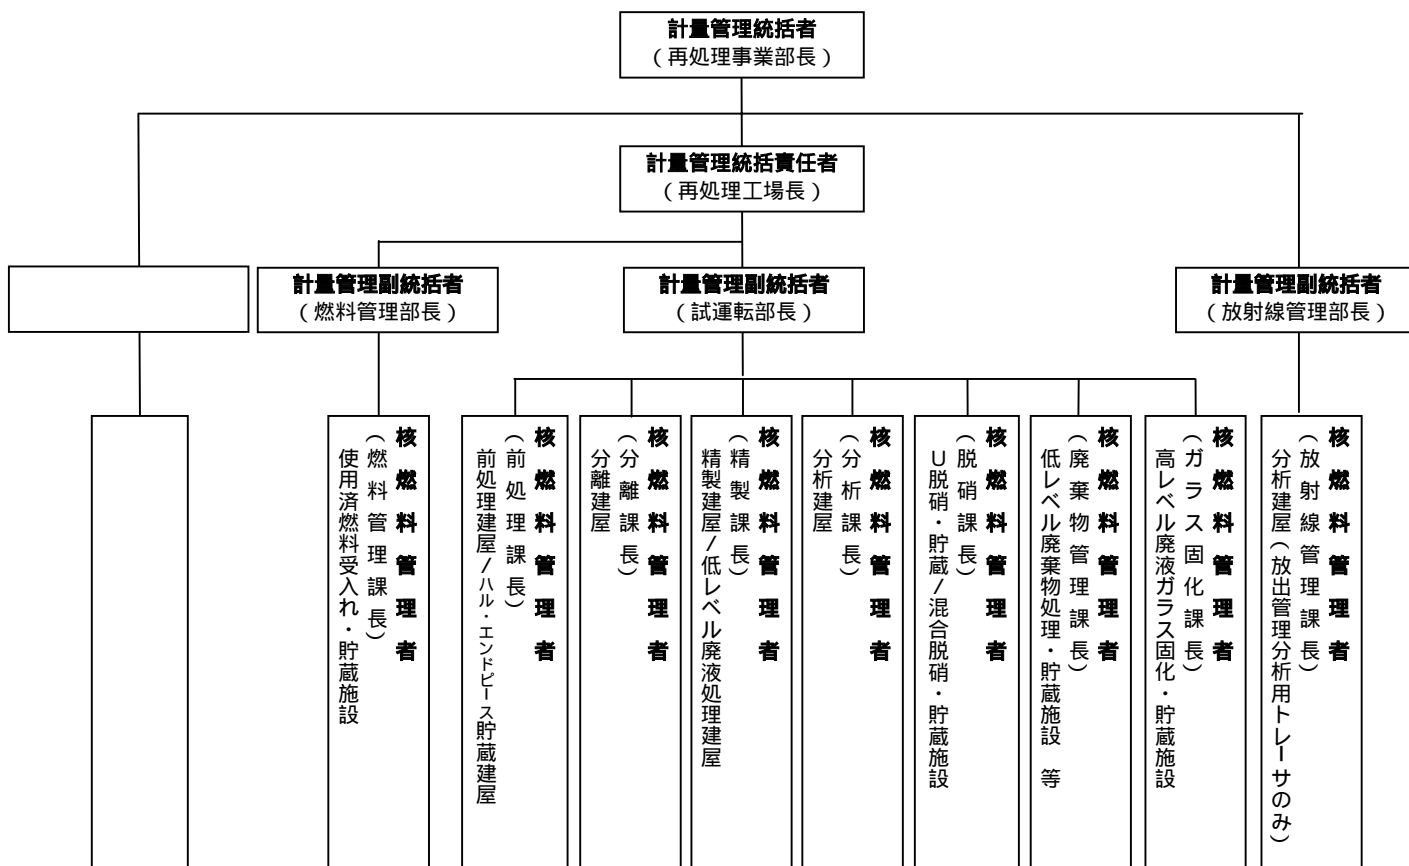 計量管理統括者
（再処理事業部長）
計量管理統括責任者
（再処理工場長）
計量管理副統括者
（燃料管理部長）
計量管理副統括者
（試運転部長）
計量管理副統括者
（放射線管理部長）
核燃料管理者
（燃料管理課長）
使用済燃料受入れ・貯蔵施設
核燃料管理者
（前処理課長）
前処理建屋/ハル・エンドピース貯蔵建屋
核燃料管理者
（分離課長）
分離建屋
核燃料管理者
（精製課長）
精製建屋/低レベル廃液処理建屋
核燃料管理者
（分析課長）
分析建屋
核燃料管理者
（脱硝課長）
U脱硝・貯蔵/混合脱硝・貯蔵施設
核燃料管理者
（廃棄物管理課長）
低レベル廃棄物処理・貯蔵施設 等
核燃料管理者
（ガラス固化課長）
高レベル廃液ガラス固化・貯蔵施設
核燃料管理者
（放射線管理課長）
分析建屋（放出管理分析用トレーサのみ）